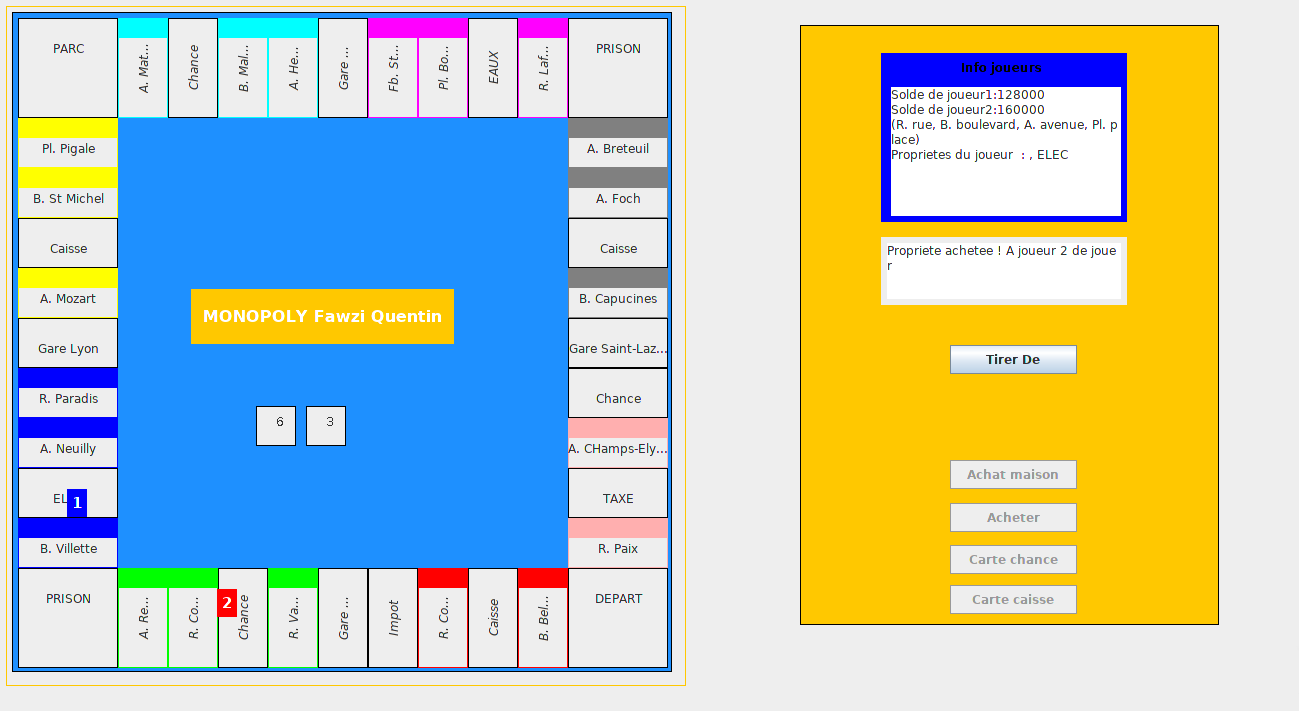 PARC
A. Mat...
Chance
B. Mal...
A. He...
Gare ...
Fb. St...
Pl. Bo...
EAUX
R. Laf...
PRISON
Pl. Pigale
B. St Michel
Caisse
A. Mozart
Gare Lyon
R. Paradis
A. Neuilly
EL
1
B. Villette
MONOPOLY Fawzi Quentin
6
3
A. Breteuil
A. Foch
Caisse
B. Capucines
Gare Saint-Laz...
Chance
A. CHamps-Ely...
TAXE
R. Paix
PRISON
A. Re...
R. Co...
2
Chance
R. Va...
Gare ...
Impot
R. Co...
Caisse
B. Bel...
DEPART
Info joueurs
Solde de joueur1:128000
Solde de joueur2:160000
(R. rue, B. boulevard, A. avenue, Pl. p
lace)
Proprietes du joueur : , ELEC
Propriete achetee ! A joueur 2 de joue
r
Tirer De
Achat maison
Acheter
Carte chance
Carte caisse